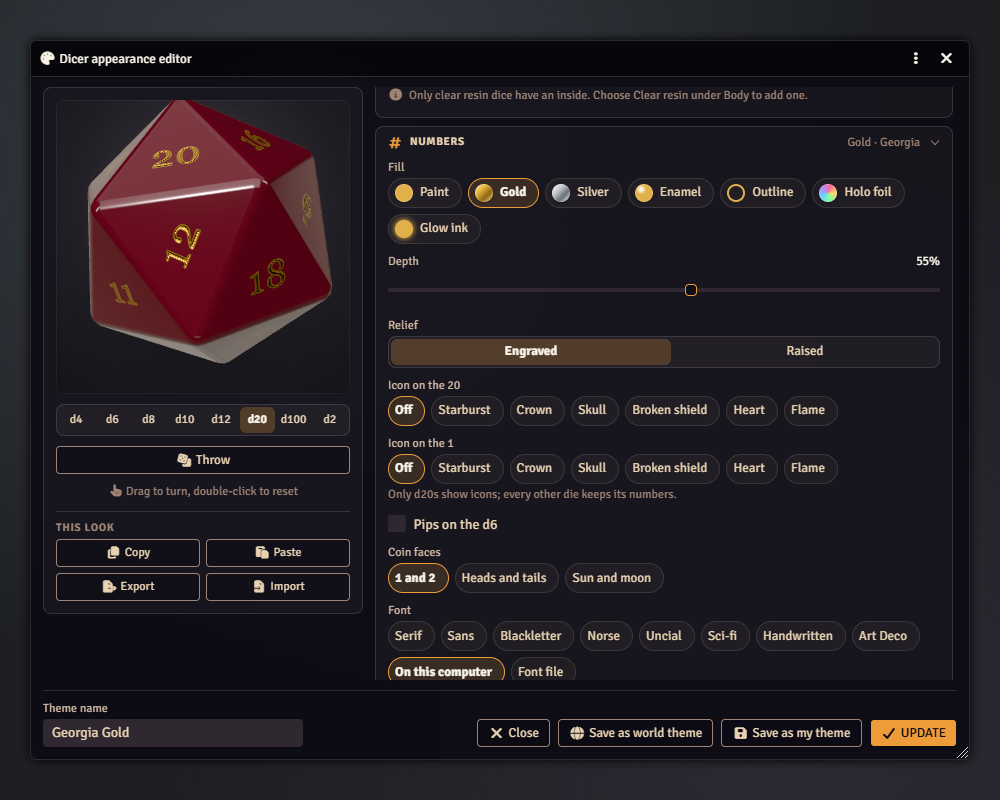 Dicer appearance editor
Only clear resin dice have an inside. Choose Clear resin under Body to add one.
# NUMBERS
Gold · Georgia
Fill
Paint
Gold
Silver
Enamel
Outline
Holo foil
Glow ink
Depth
55%
Relief
Engraved
Raised
Icon on the 20
Off
Starburst
Crown
Skull
Broken shield
Heart
Flame
Icon on the 1
Off
Starburst
Crown
Skull
Broken shield
Heart
Flame
Only d20s show icons; every other die keeps its numbers.
Pips on the d6
Coin faces
1 and 2
Heads and tails
Sun and moon
Font
Serif
Sans
Blackletter
Norse
Uncial
Sci-fi
Handwritten
Art Deco
On this computer
Font file
20
16
12
18
11
d4
d6
d8
d10
d12
d20
d100
d2
Throw
Drag to turn, double-click to reset
THIS LOOK
Copy
Paste
Export
Import
Theme name
Georgia Gold
Close
Save as world theme
Save as my theme
UPDATE